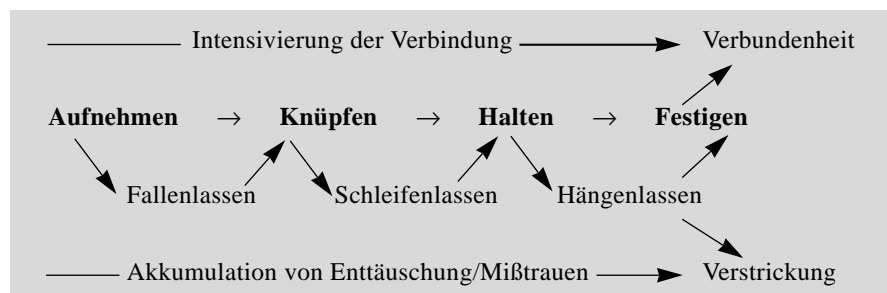 Intensivierung der Verbindung Verbundenheit
Aufnehmen → Knüpfen → Halten → Festigen
Fallenlassen Schleifenlassen Hängenlassen
Akkumulation von Enttäuschung/Mißtrauen Verstrickung